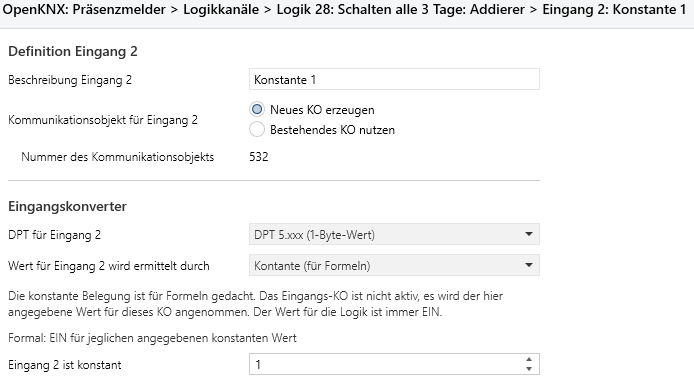 OpenKNX: Präsenzmelder > Logikkanäle > Logik 28: Schalten alle 3 Tage: Addierer > Eingang 2: Konstante 1
Definition Eingang 2
Beschreibung Eingang 2
Konstante 1
Kommunikationsobjekt für Eingang 2
Neues KO erzeugen
Bestehendes KO nutzen
Nummer des Kommunikationsobjekts
532
Eingangskonverter
DPT für Eingang 2
DPT 5.xxx (1-Byte-Wert)
Wert für Eingang 2 wird ermittelt durch
Kontante (für Formeln)
Die konstante Belegung ist für Formeln gedacht. Das Eingangs-KO ist nicht aktiv, es wird der hier
angegebene Wert für dieses KO angenommen. Der Wert für die Logik ist immer EIN.
Formal: EIN für jeglichen angegebenen konstanten Wert
Eingang 2 ist konstant
1